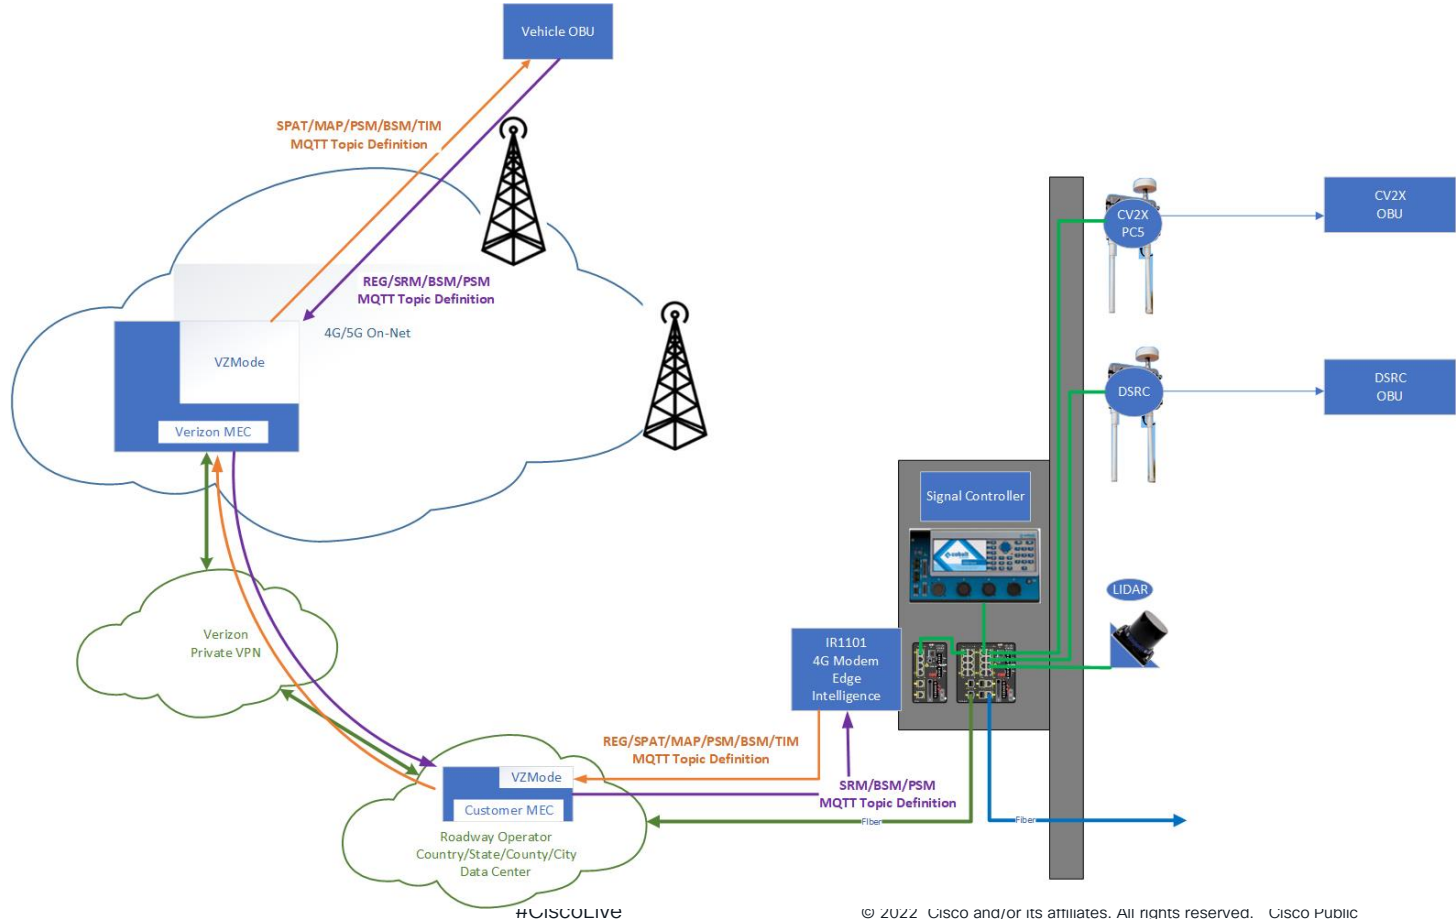 Vehicle OBU
SPAT/MAP/PSM/BSM/TIM
MQTT Topic Definition
CV2X
PC5
CV2X
OBU
REG/SRM/BSM/PSM
MQTT Topic Definition
4G/5G On-Net
VZMode
Verizon MEC
DSRC
DSRC
OBU
Signal Controller
cobalt
LIDAR
Verizon
Private VPN
IR1101
4G Modem
Edge
Intelligence
REG/SPAT/MAP/PSM/BSM/TIM
MQTT Topic Definition
VZMode
Customer MEC
SRM/BSM/PSM
MQTT Topic Definition
Fiber
Fiber
Roadway Operator
Country/State/County/City
Data Center
#CiscoLive
© 2022 Cisco and/or its affiliates. All rights reserved. Cisco Public